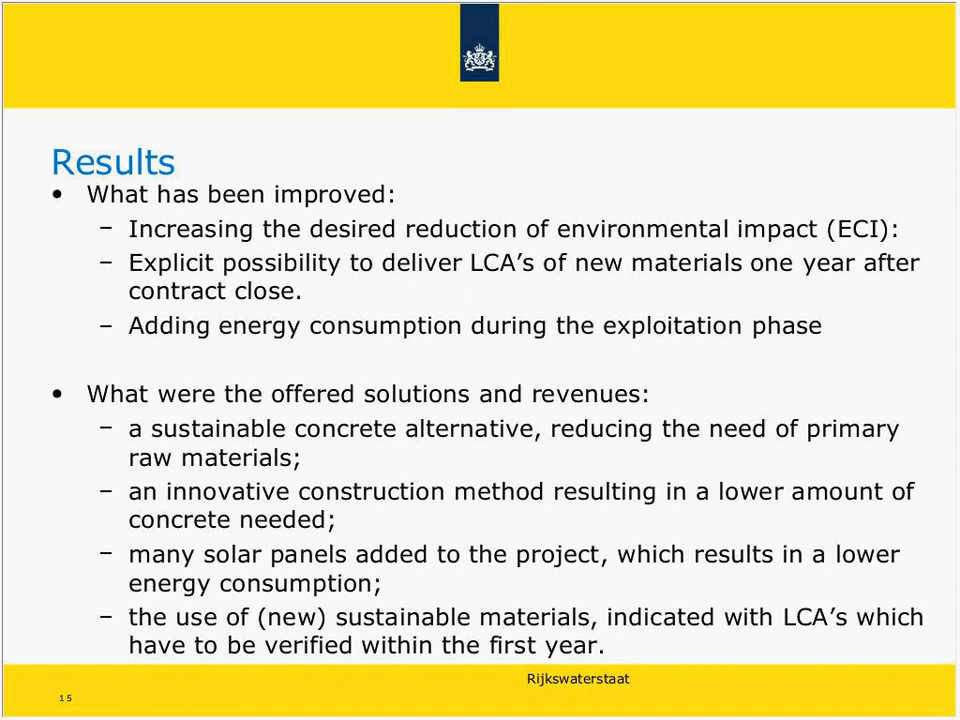 Results
• What has been improved:
– Increasing the desired reduction of environmental impact (ECI):
– Explicit possibility to deliver LCA’s of new materials one year after
contract close.
– Adding energy consumption during the exploitation phase
• What were the offered solutions and revenues:
– a sustainable concrete alternative, reducing the need of primary
raw materials;
– an innovative construction method resulting in a lower amount of
concrete needed;
– many solar panels added to the project, which results in a lower
energy consumption;
– the use of (new) sustainable materials, indicated with LCA’s which
have to be verified within the first year.
Rijkswaterstaat
15